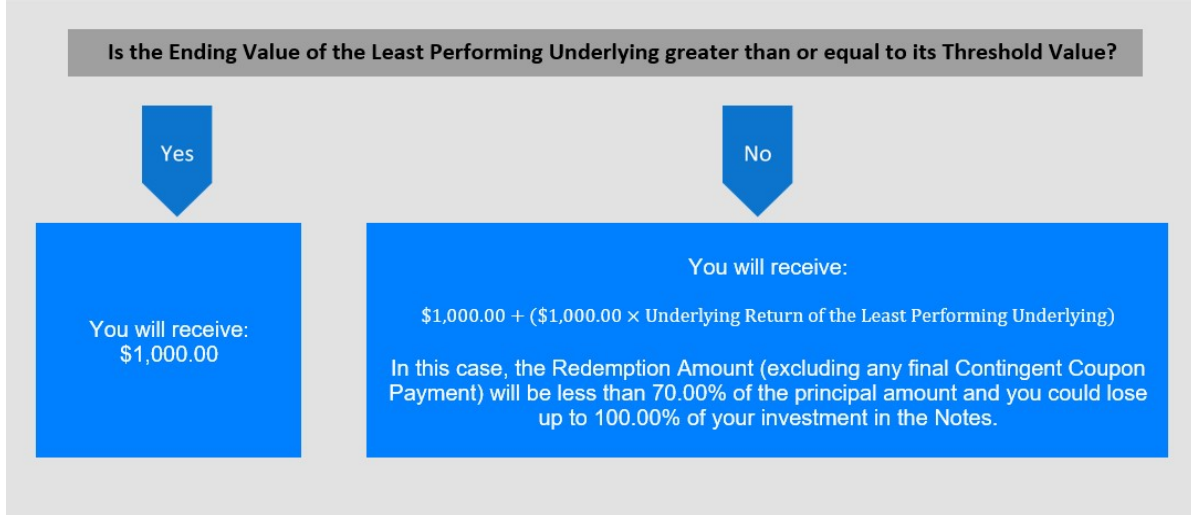 Is the Ending Value of the Least Performing Underlying greater than or equal to its Threshold Value?
Yes
No
You will receive:
$1,000.00
You will receive:
$1,000.00 + ($1,000.00 × Underlying Return of the Least Performing Underlying)
In this case, the Redemption Amount (excluding any final Contingent Coupon
Payment) will be less than 70.00% of the principal amount and you could lose
up to 100.00% of your investment in the Notes.